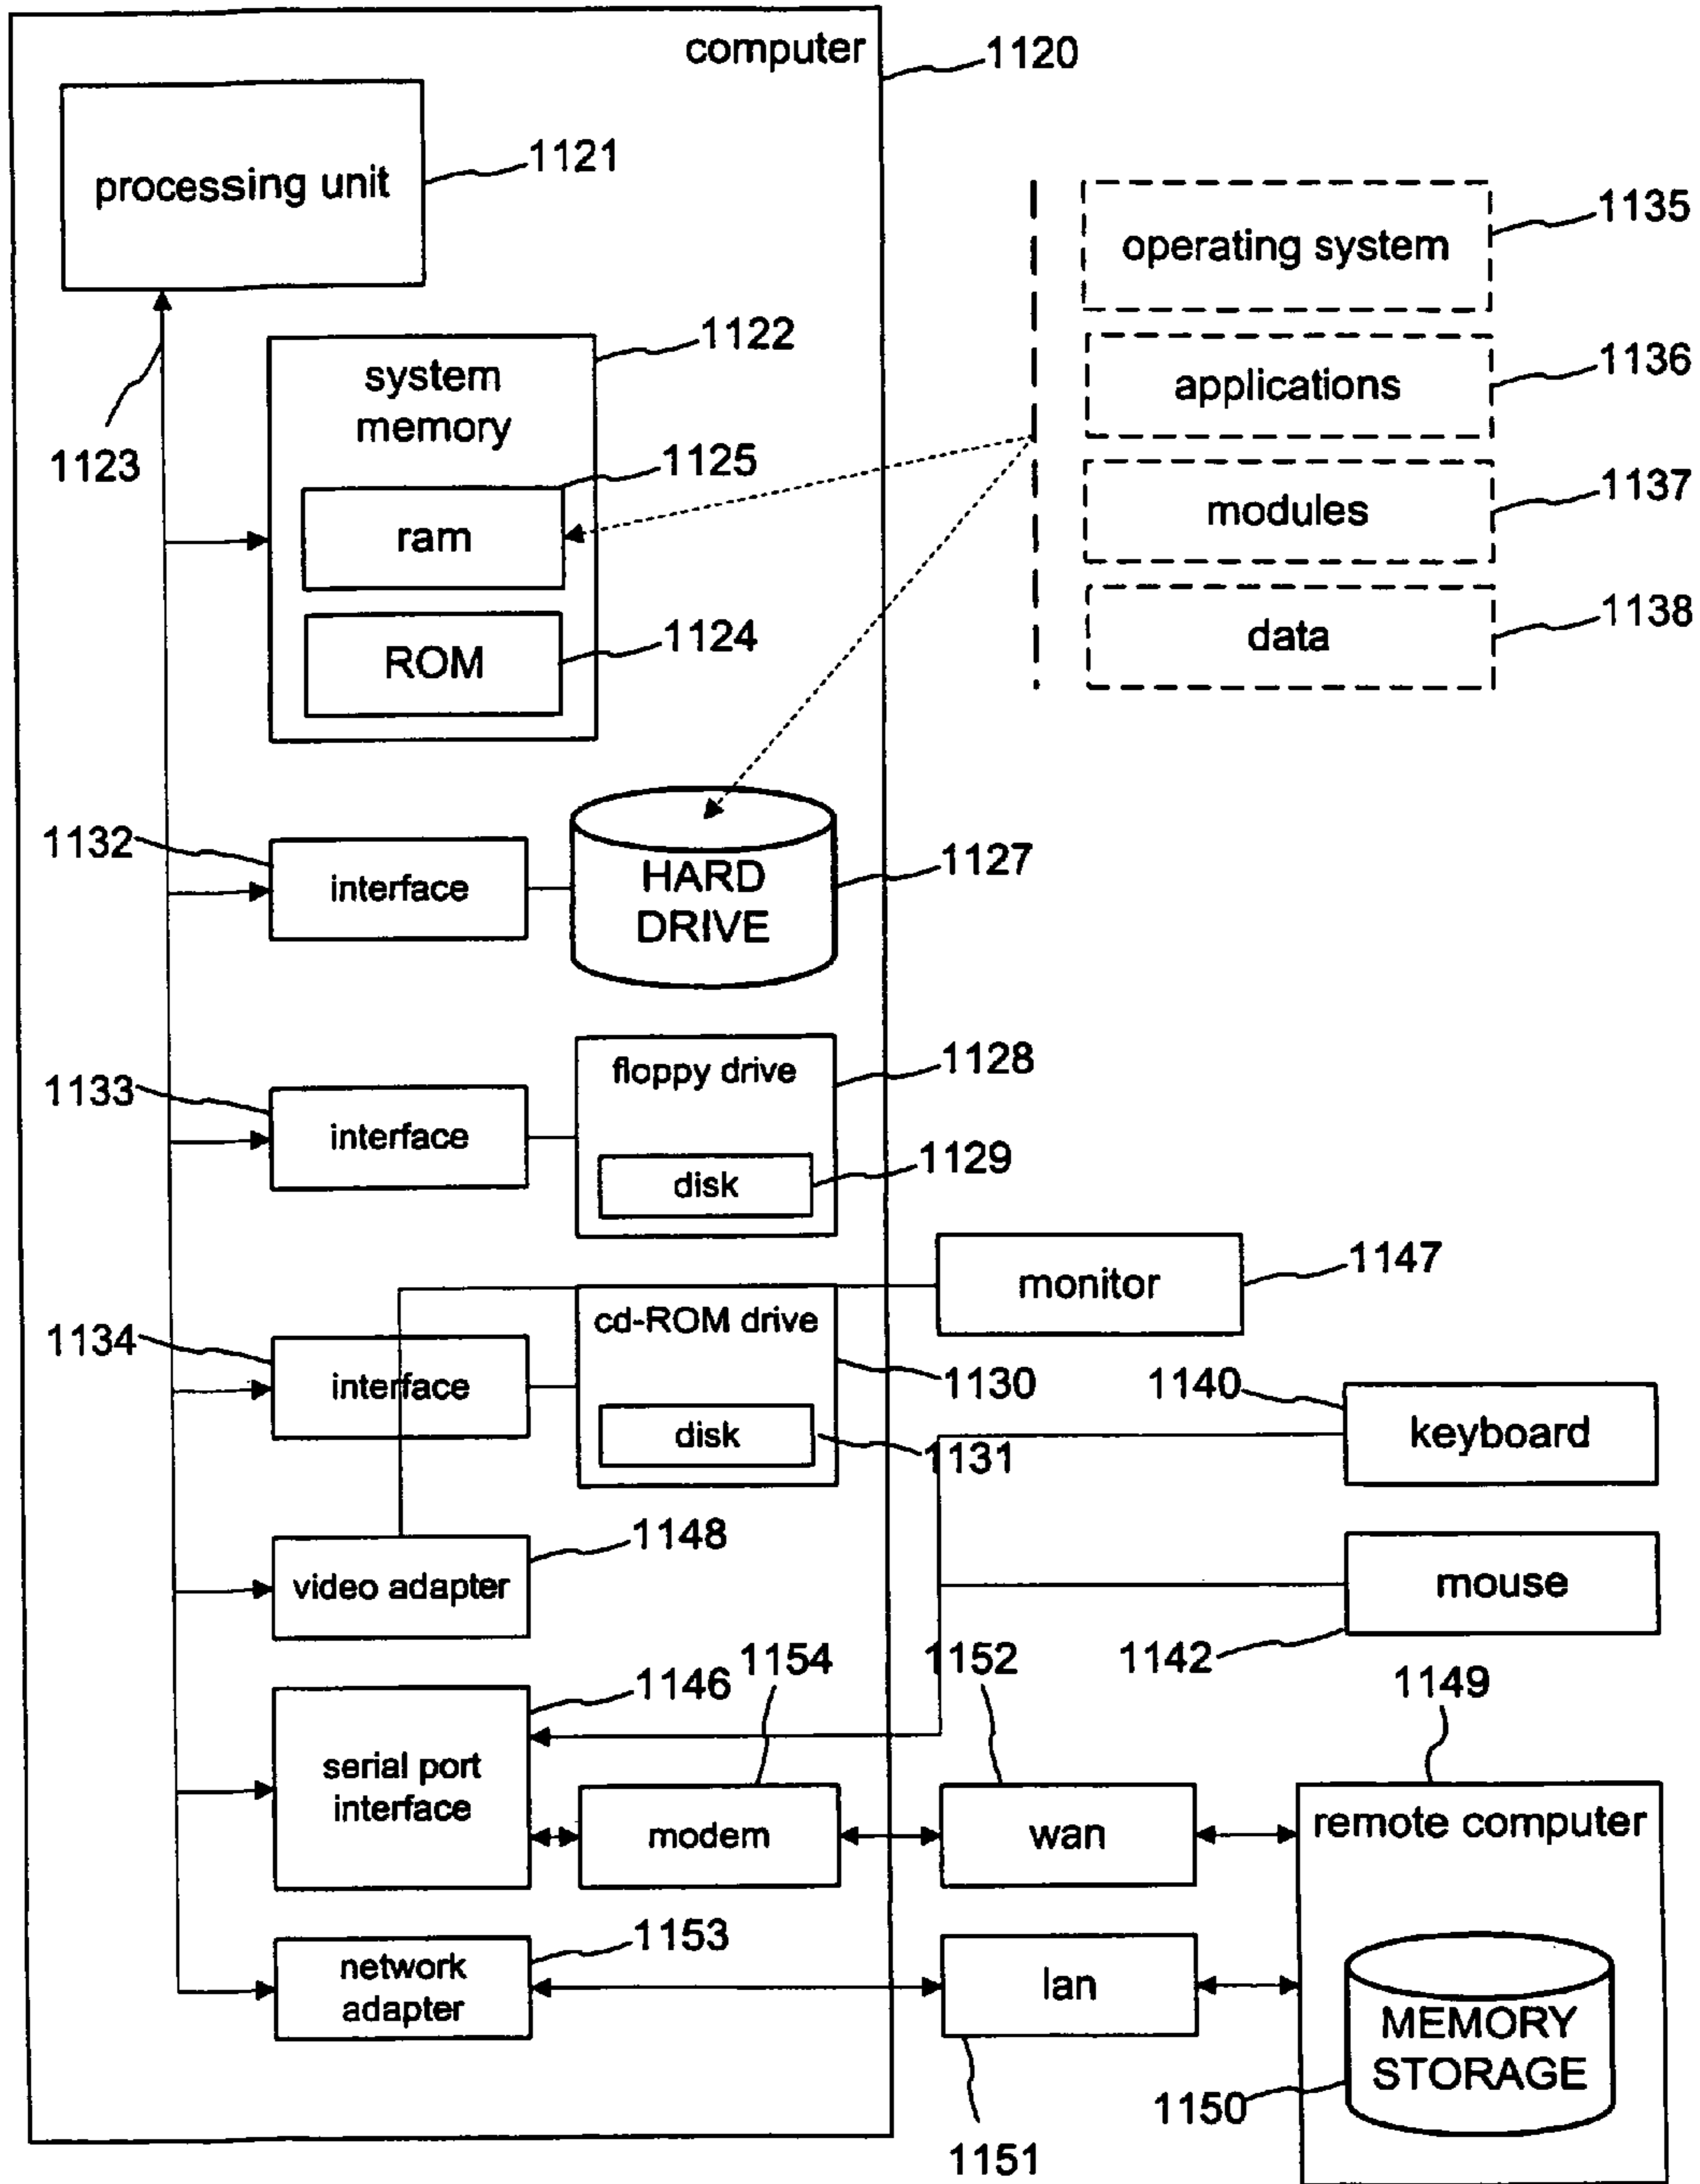 computer
1120
processing unit
1121
1123
system
memory
1122
ram
1125
ROM
1124
operating system
1135
applications
1136
modules
1137
data
1138
1132
interface
HARD
DRIVE
1127
1133
interface
floppy drive
1128
disk
1129
monitor
1147
1134
interface
cd-ROM drive
1130
disk
1131
1140
keyboard
video adapter
1148
mouse
1142
serial port
interface
1146
modem
1154
wan
1152
remote computer
1149
network
adapter
1153
lan
1151
MEMORY
STORAGE
1150